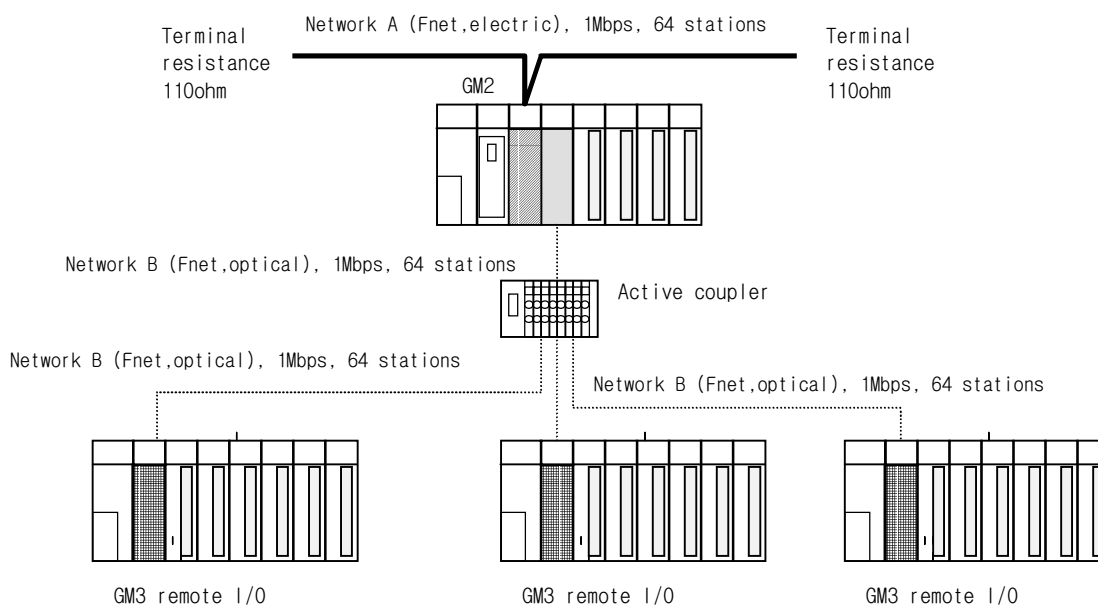 Network A (Fnet,electric), 1Mbps, 64 stations
Terminal
resistance
110ohm
Terminal
resistance
110ohm
GM2
Network B (Fnet,optical), 1Mbps, 64 stations
Active coupler
Network B (Fnet,optical), 1Mbps, 64 stations
Network B (Fnet,optical), 1Mbps, 64 stations
GM3 remote I/O
GM3 remote I/O
GM3 remote I/O